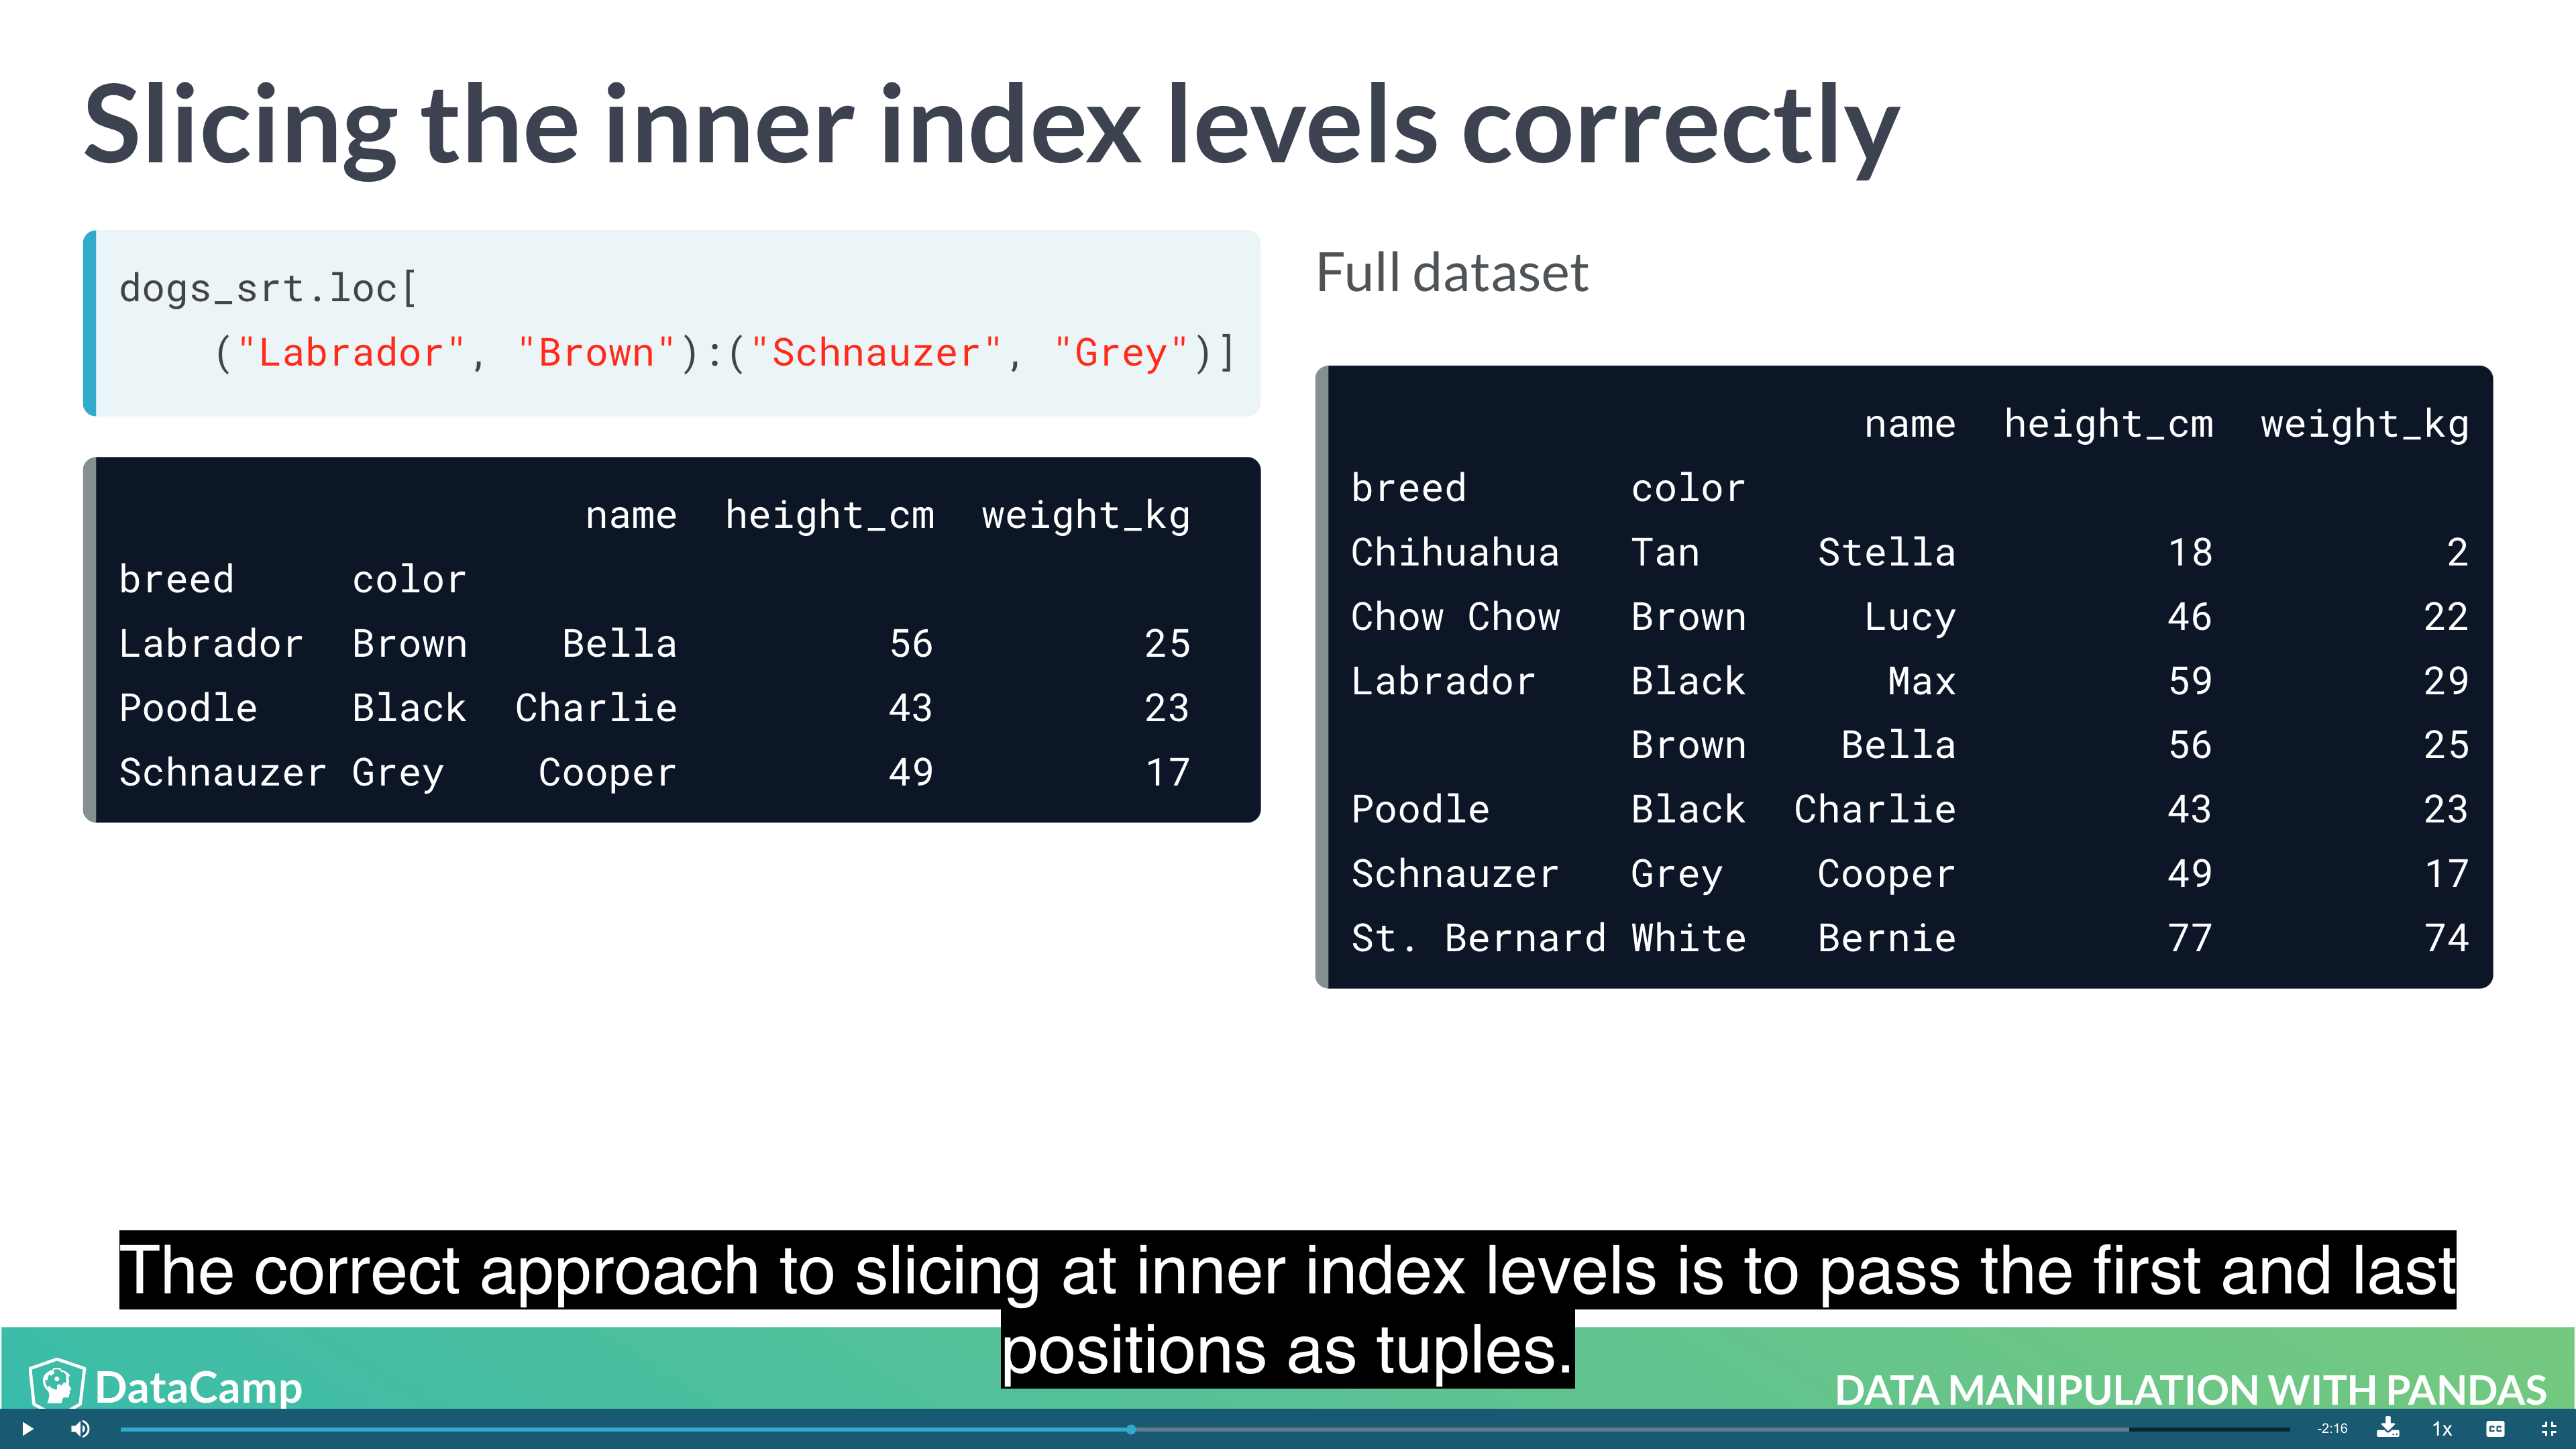 Slicing the inner index levels correctly
dogs_srt.loc[
    ("Labrador", "Brown"):("Schnauzer", "Grey")]
                    name  height_cm  weight_kg
breed     color
Labrador  Brown    Bella         56         25
Poodle    Black  Charlie         43         23
Schnauzer Grey    Cooper         49         17
Full dataset
                      name  height_cm  weight_kg
breed       color
Chihuahua   Tan     Stella         18          2
Chow Chow   Brown     Lucy         46         22
Labrador    Black      Max         59         29
            Brown    Bella         56         25
Poodle      Black  Charlie         43         23
Schnauzer   Grey    Cooper         49         17
St. Bernard White   Bernie         77         74
The correct approach to slicing at inner index levels is to pass the first and last
positions as tuples.
DataCamp
DATA MANIPULATION WITH PANDAS
-2:16
1x
CC